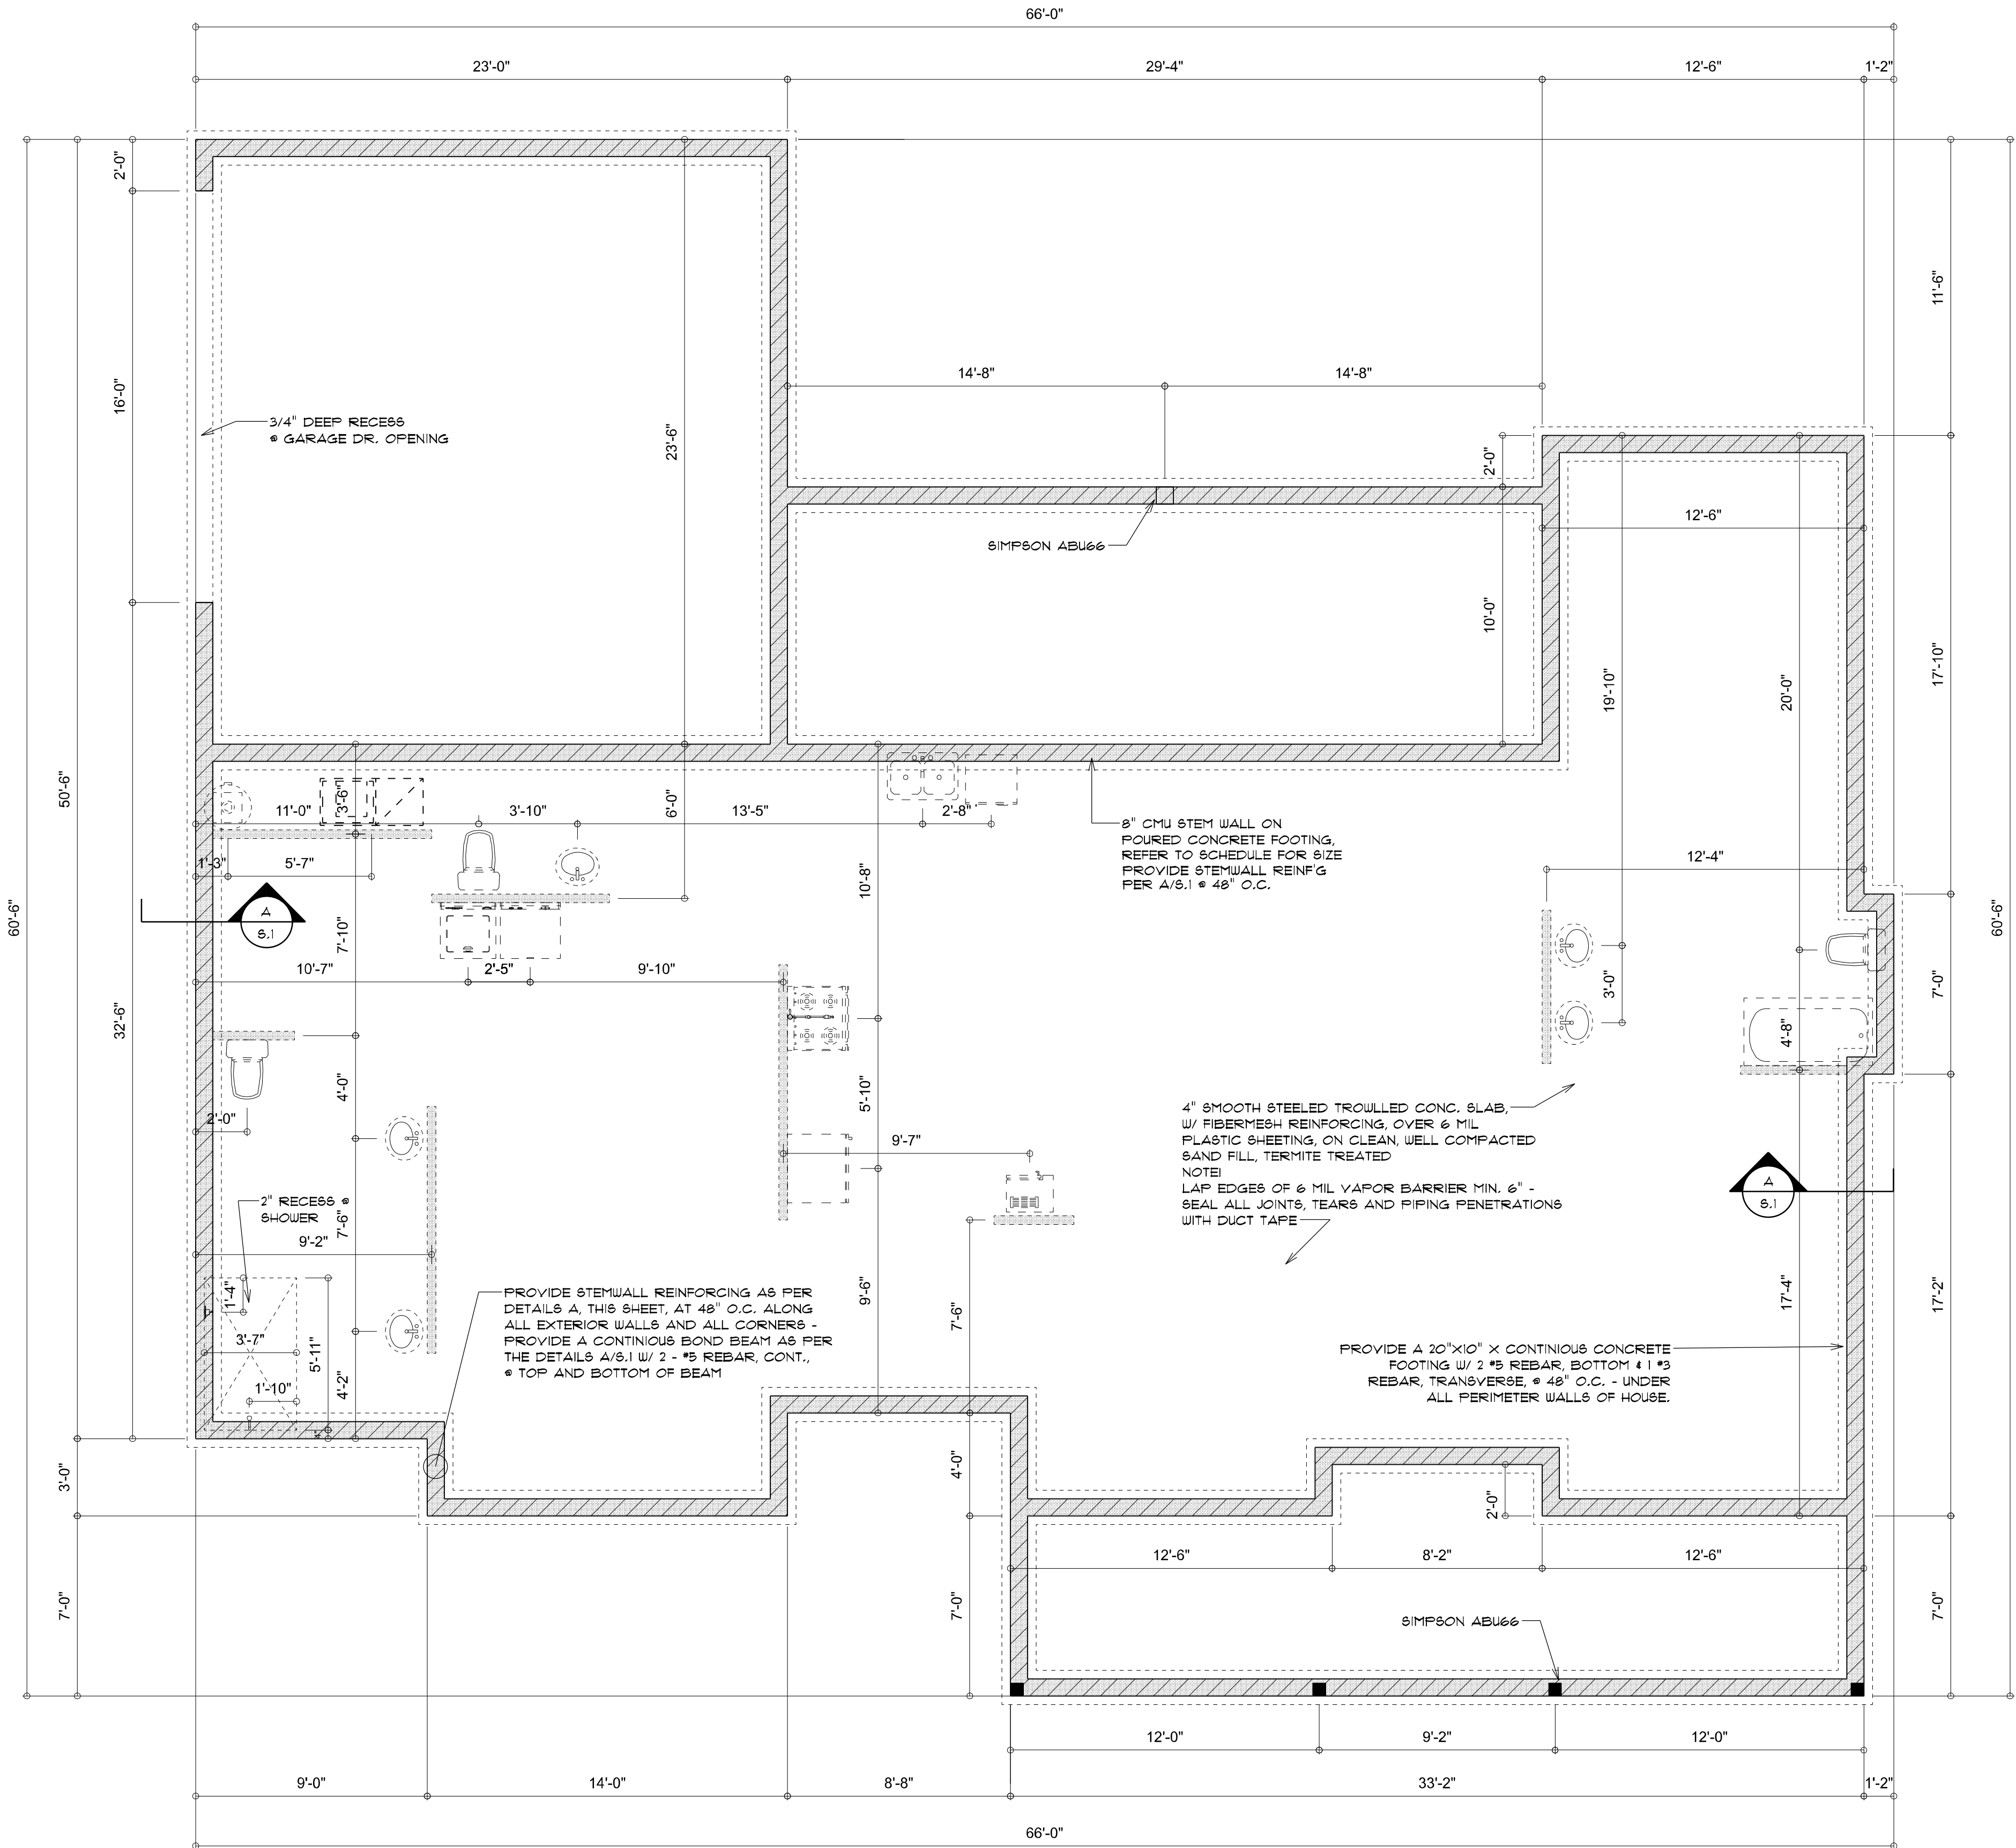 66'-0"
23'-0"
29'-4"
12'-6"
1'-2"
2'-0"
16'-0"
50'-6"
32'-6"
60'-6"
3'-0"
7'-0"
3/4" DEEP RECESS
@ GARAGE DR. OPENING
23'-6"
6'-0"
14'-8"
14'-8"
SIMPSON ABU66
2'-0"
10'-0"
12'-6"
19'-10"
20'-0"
11'-6"
17'-10"
7'-0"
17'-2"
7'-0"
60'-6"
11'-0"
3'-6"
3'-10"
13'-5"
2'-8"
1'-3"
5'-7"
A
S.1
7'-10"
10'-8"
8" CMU STEM WALL ON
POURED CONCRETE FOOTING,
REFER TO SCHEDULE FOR SIZE
PROVIDE STEMWALL REINF'G
PER A/S.1 @ 48" O.C.
12'-4"
10'-7"
2'-5"
9'-10"
3'-0"
4'-8"
4'-0"
2'-0"
5'-10"
9'-7"
4" SMOOTH STEELED TROWLLED CONC. SLAB,
W/ FIBERMESH REINFORCING, OVER 6 MIL
PLASTIC SHEETING, ON CLEAN, WELL COMPACTED
SAND FILL, TERMITE TREATED
NOTE!
LAP EDGES OF 6 MIL VAPOR BARRIER MIN. 6" -
SEAL ALL JOINTS, TEARS AND PIPING PENETRATIONS
WITH DUCT TAPE
A
S.1
2" RECESS @
SHOWER
7'-6"
9'-2"
1'-4"
3'-7"
5'-11"
1'-10"
4'-2"
4"
PROVIDE STEMWALL REINFORCING AS PER
DETAILS A, THIS SHEET, AT 48" O.C. ALONG
ALL EXTERIOR WALLS AND ALL CORNERS -
PROVIDE A CONTINIOUS BOND BEAM AS PER
THE DETAILS A/S.1 W/ 2 - #5 REBAR, CONT.,
@ TOP AND BOTTOM OF BEAM
9'-6"
7'-6"
4'-0"
7'-0"
17'-4"
PROVIDE A 20"X10" X CONTINIOUS CONCRETE
FOOTING W/ 2 #5 REBAR, BOTTOM & 1 #3
REBAR, TRANSVERSE, @ 48" O.C. - UNDER
ALL PERIMETER WALLS OF HOUSE.
2'-0"
12'-6"
8'-2"
12'-6"
SIMPSON ABU66
12'-0"
9'-2"
12'-0"
9'-0"
14'-0"
8'-8"
33'-2"
1'-2"
66'-0"